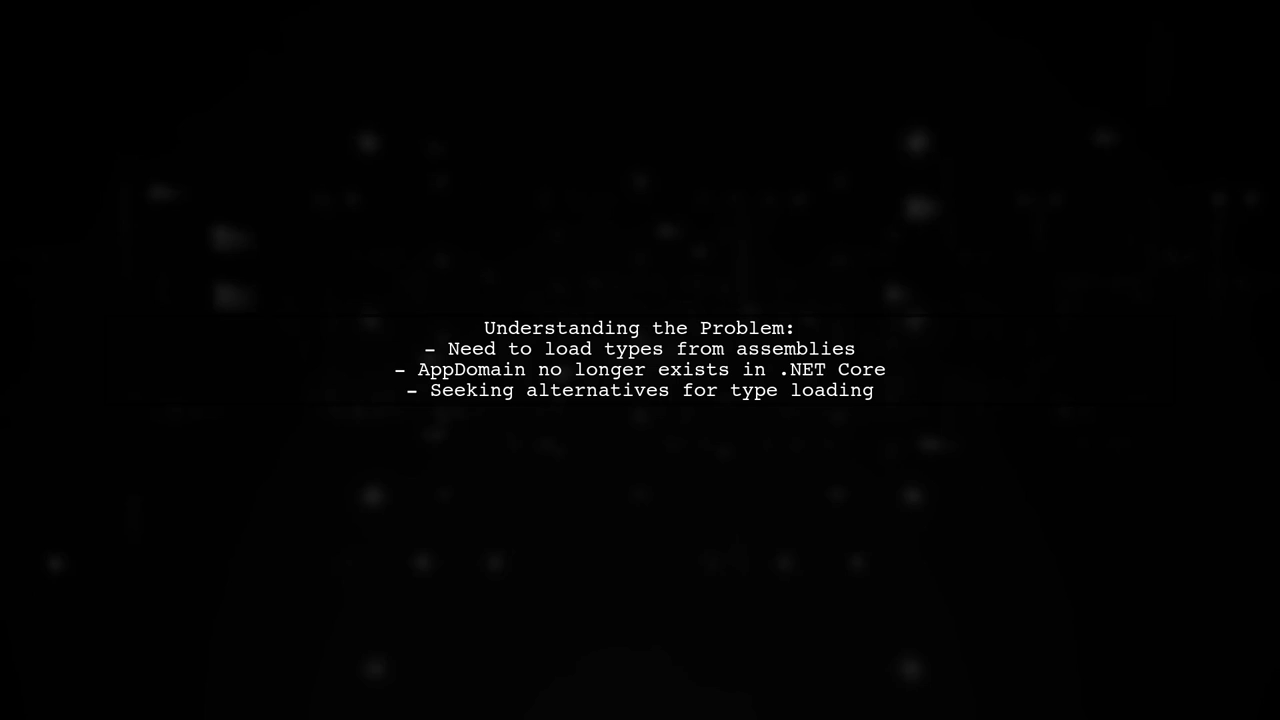 Understanding the Problem:
- Need to load types from assemblies
- AppDomain no longer exists in .NET Core
- Seeking alternatives for type loading